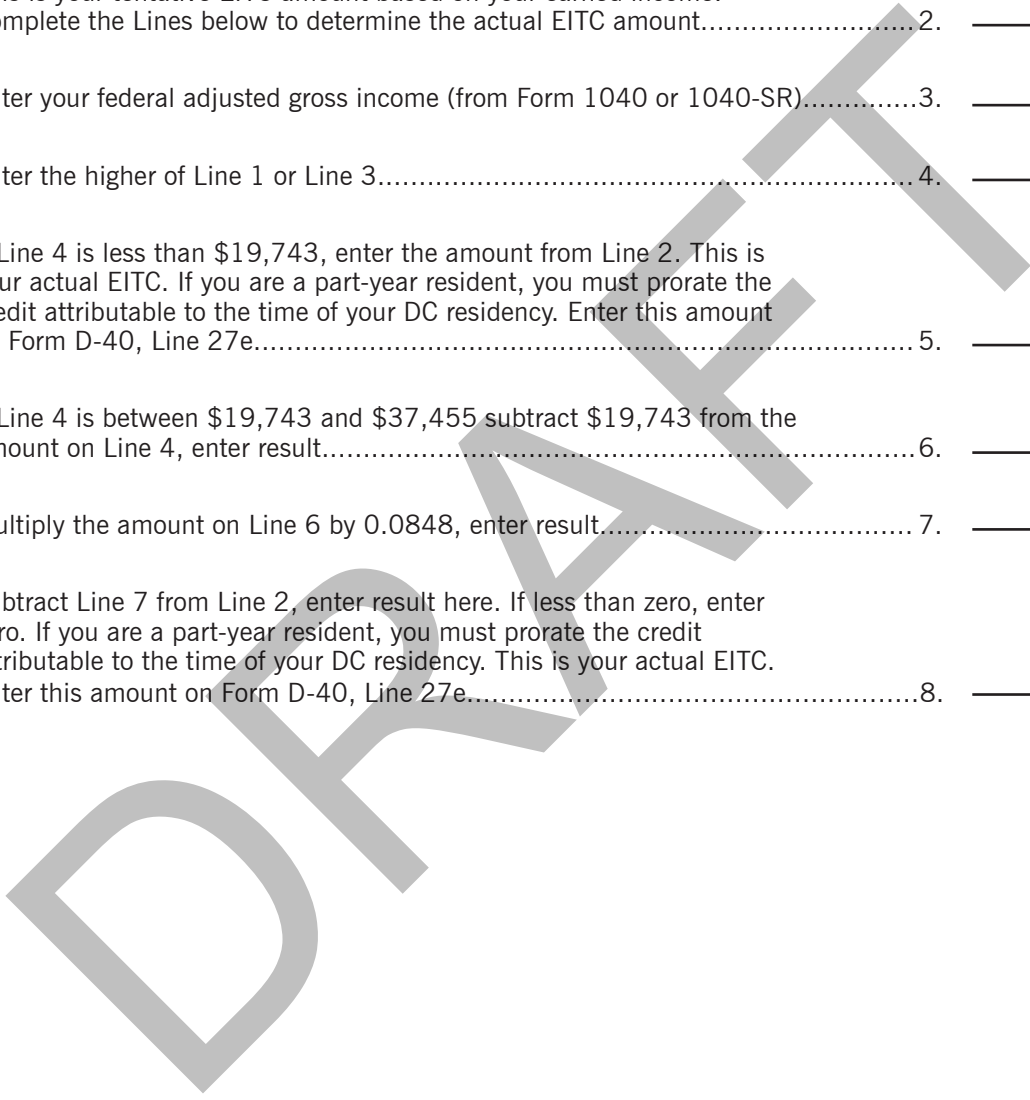 is your tentative EITC amount based on your earned income.
omplete the Lines below to determine the actual EITC amount..........................2.
ter your federal adjusted gross income (from Form 1040 or 1040-SR)..............3.
ter the higher of Line 1 or Line 3.................................................................4.
Line 4 is less than $19,743, enter the amount from Line 2. This is
ur actual EITC. If you are a part-year resident, you must prorate the
edit attributable to the time of your DC residency. Enter this amount
Form D-40, Line 27e................................................................................5.
Line 4 is between $19,743 and $37,455 subtract $19,743 from the
mount on Line 4, enter result........................................................................6.
ultiply the amount on Line 6 by 0.0848, enter result......................................7.
btract Line 7 from Line 2, enter result here. If less than zero, enter
ro. If you are a part-year resident, you must prorate the credit
tributable to the time of your DC residency. This is your actual EITC.
ter this amount on Form D-40, Line 27e.......................................................8.
DRAFT